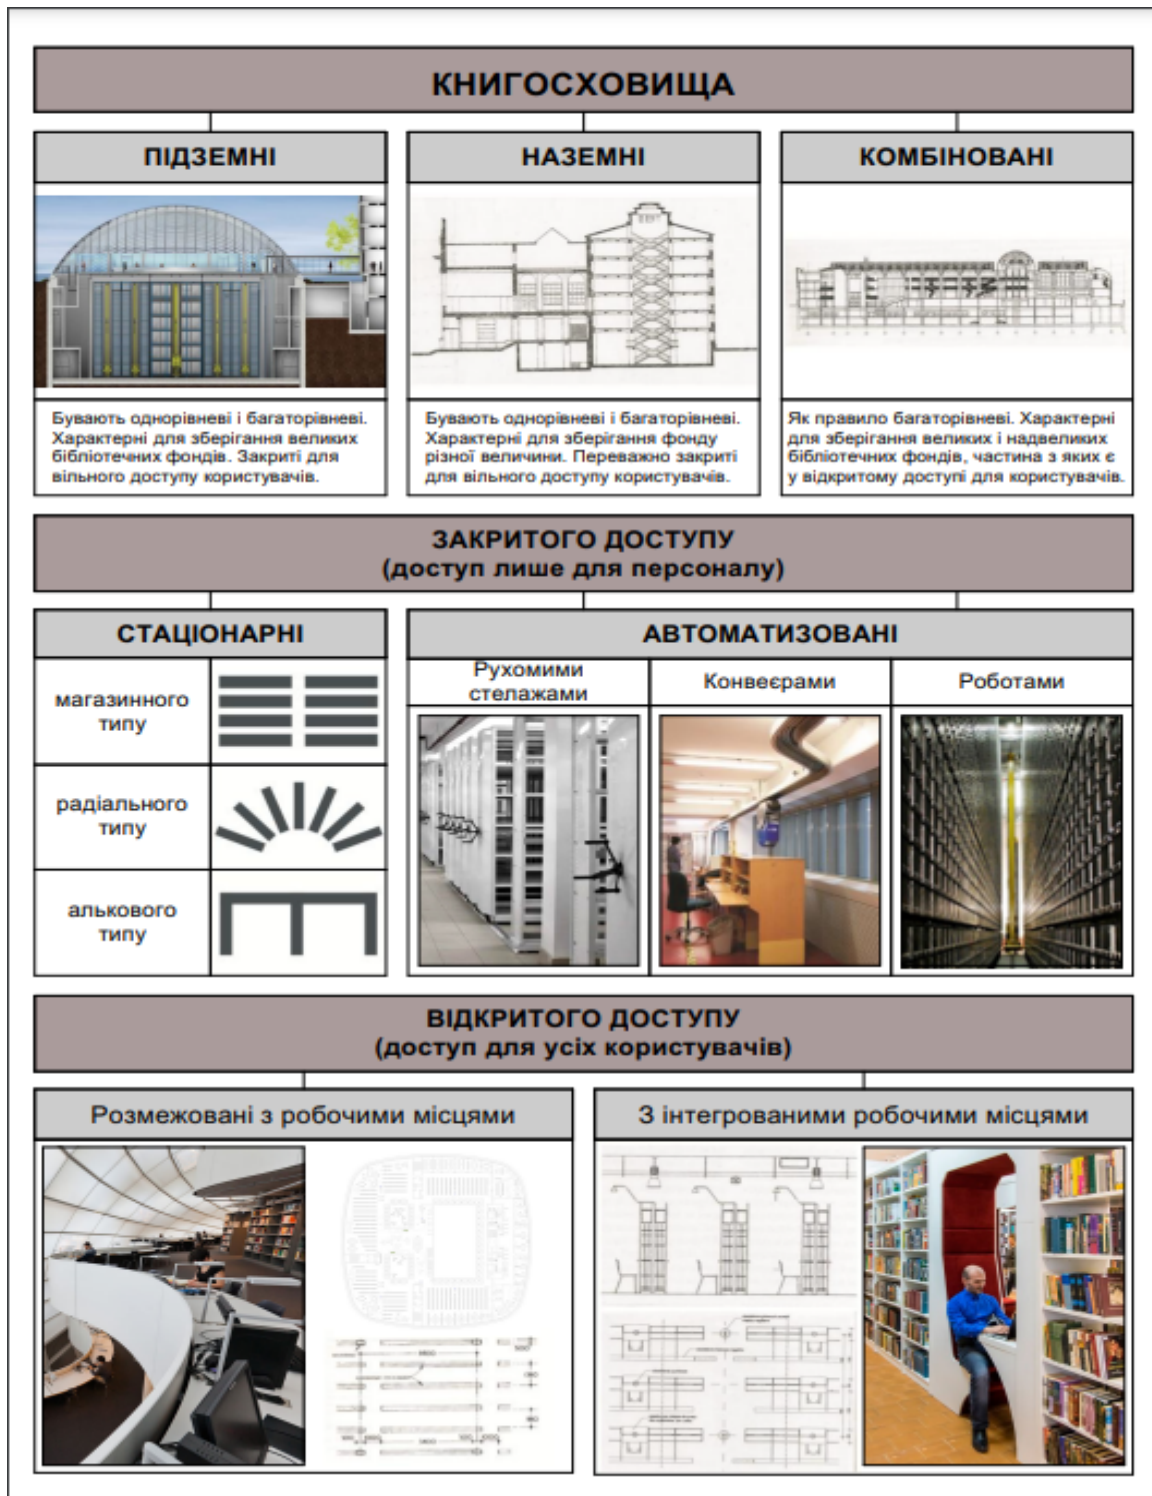 КНИГОСХОВИЩА
ПІДЗЕМНІ
НАЗЕМНІ
КОМБІНОВАНІ
Бувають однорівневі і багаторівневі.
Характерні для зберігання великих
бібліотечних фондів. Закриті для
вільного доступу користувачів.
Бувають однорівневі і багаторівневі.
Характерні для зберігання фонду
різної величини. Переважно закриті
для вільного доступу користувачів.
Як правило багаторівневі. Характерні
для зберігання великих і надвеликих
бібліотечних фондів, частина з яких є
у відкритому доступі для користувачів.
ЗАКРИТОГО ДОСТУПУ
(доступ лише для персоналу)
СТАЦІОНАРНІ
АВТОМАТИЗОВАНІ
магазинного
типу
радіального
типу
алькового
типу
Рухомими
стелажами
Конвеєрами
Роботами
ВІДКРИТОГО ДОСТУПУ
(доступ для усіх користувачів)
Розмежовані з робочими місцями
З інтегрованими робочими місцями